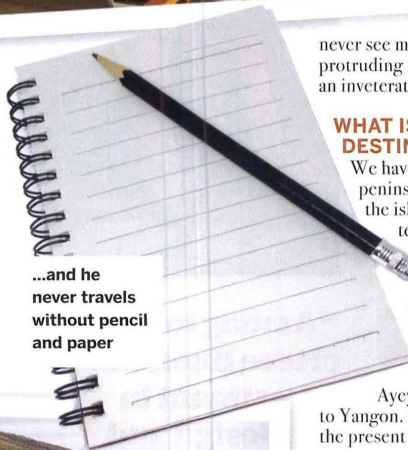 never see m
protruding
an inveterat
WHAT IS
DESTIN
We hav
penins
the isl
te
...and he
never travels
without pencil
and paper
Ayey
to Yangon.
the present